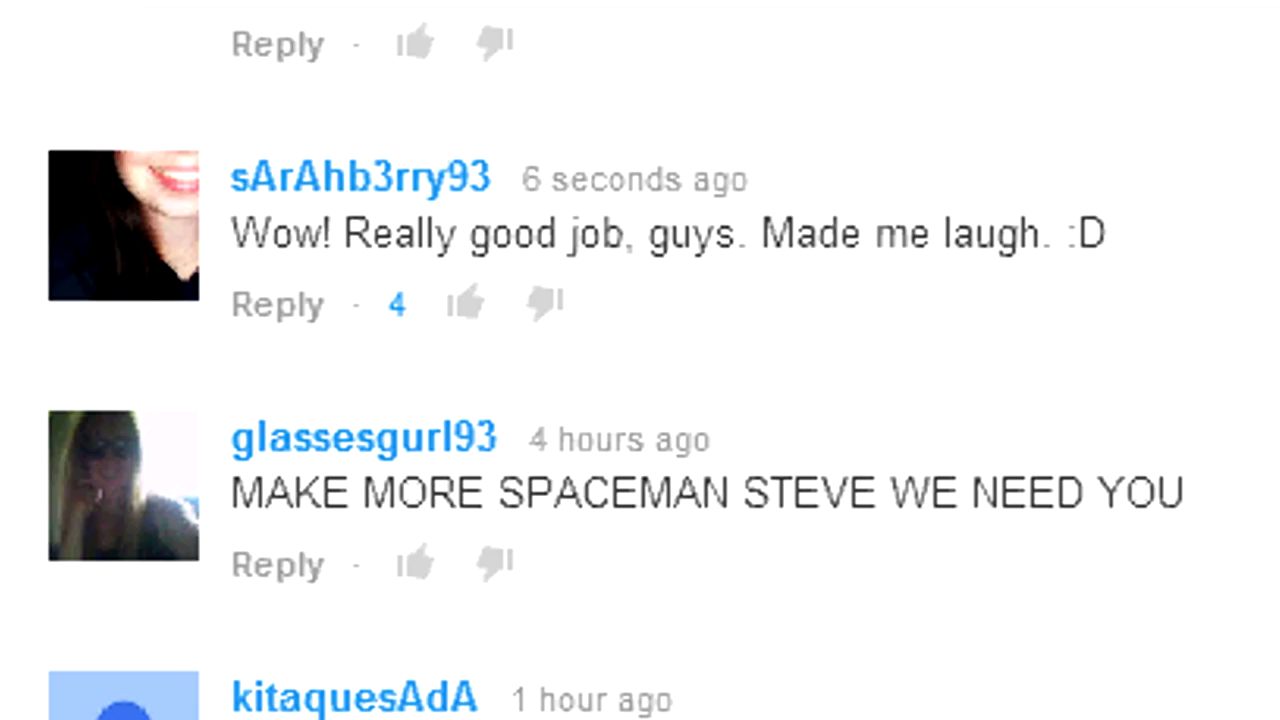 Reply ·
sArAhb3rry93 6 seconds ago
Wow! Really good job, guys. Made me laugh. :D
Reply · 4
glassesgurl93 4 hours ago
MAKE MORE SPACEMAN STEVE WE NEED YOU
Reply ·
kitaquesAdA 1 hour ago